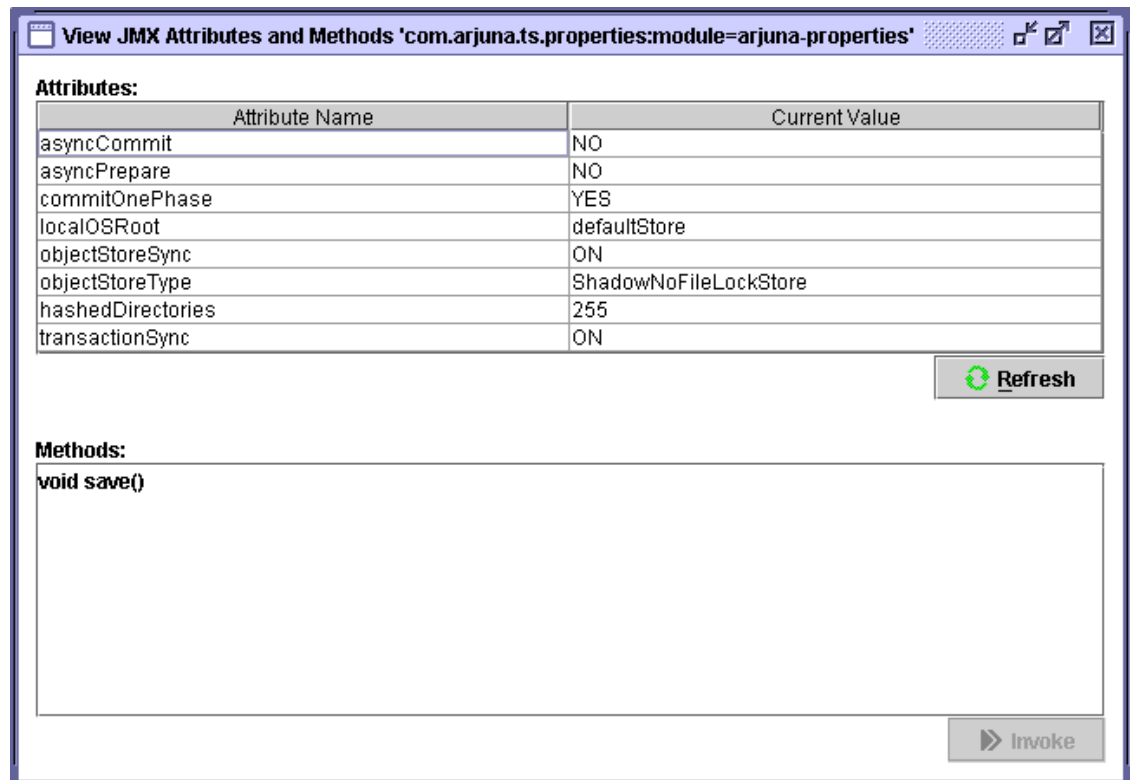 View JMX Attributes and Methods 'com.arjuna.ts.properties:module=arjuna-properties'
Attributes:
Attribute Name Current Value
asyncCommit NO
asyncPrepare NO
commitOnePhase YES
localOSRoot defaultStore
objectStoreSync ON
objectStoreType ShadowNoFileLockStore
hashedDirectories 255
transactionSync ON
Refresh
Methods:
void save()
Invoke